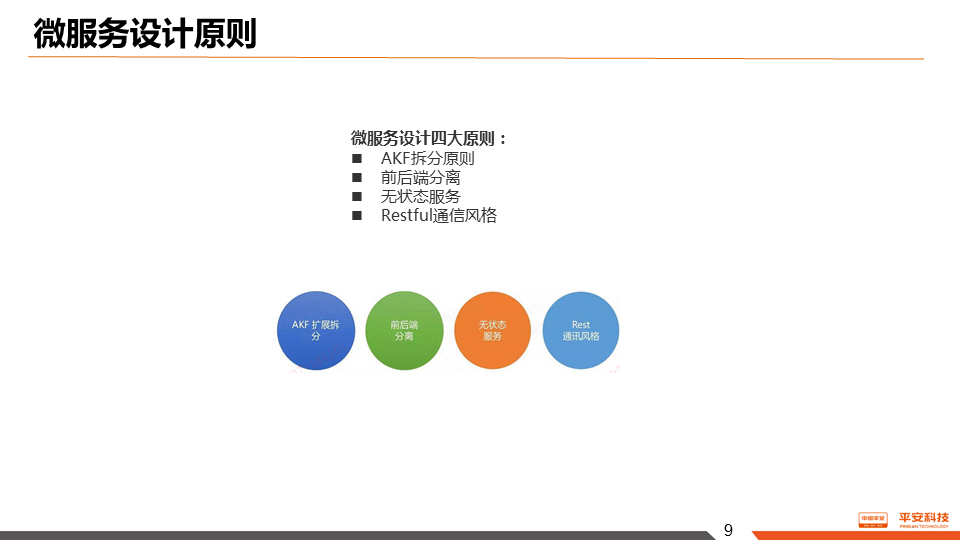 微服务设计原则
微服务设计四大原则：
■ AKF拆分原则
■ 前后端分离
■ 无状态服务
■ Restful通信风格
AKF 扩展拆
分
前后端
分离
无状态
服务
Rest
通讯风格
9
中国平安
平安科技
PINGAN TECHNOLOGY